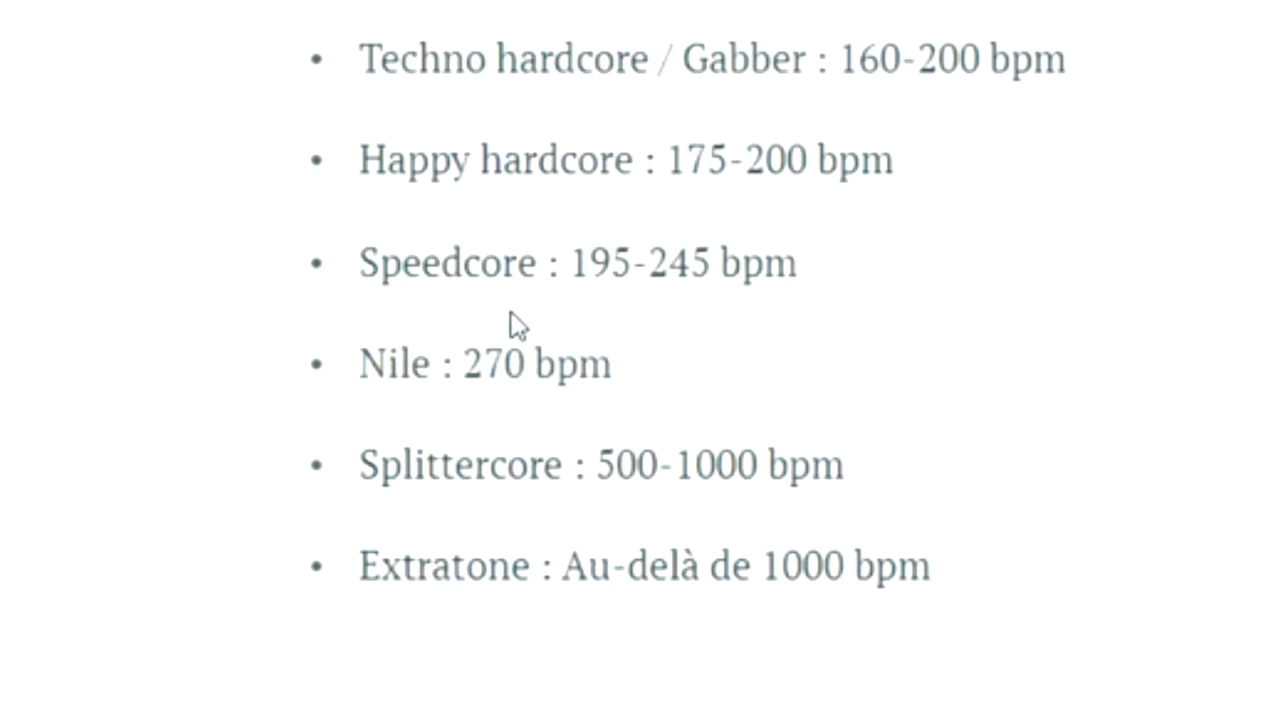 • Techno hardcore / Gabber : 160-200 bpm
• Happy hardcore : 175-200 bpm
• Speedcore : 195-245 bpm
• Nile : 270 bpm
• Splittercore : 500-1000 bpm
• Extratone : Au-delà de 1000 bpm